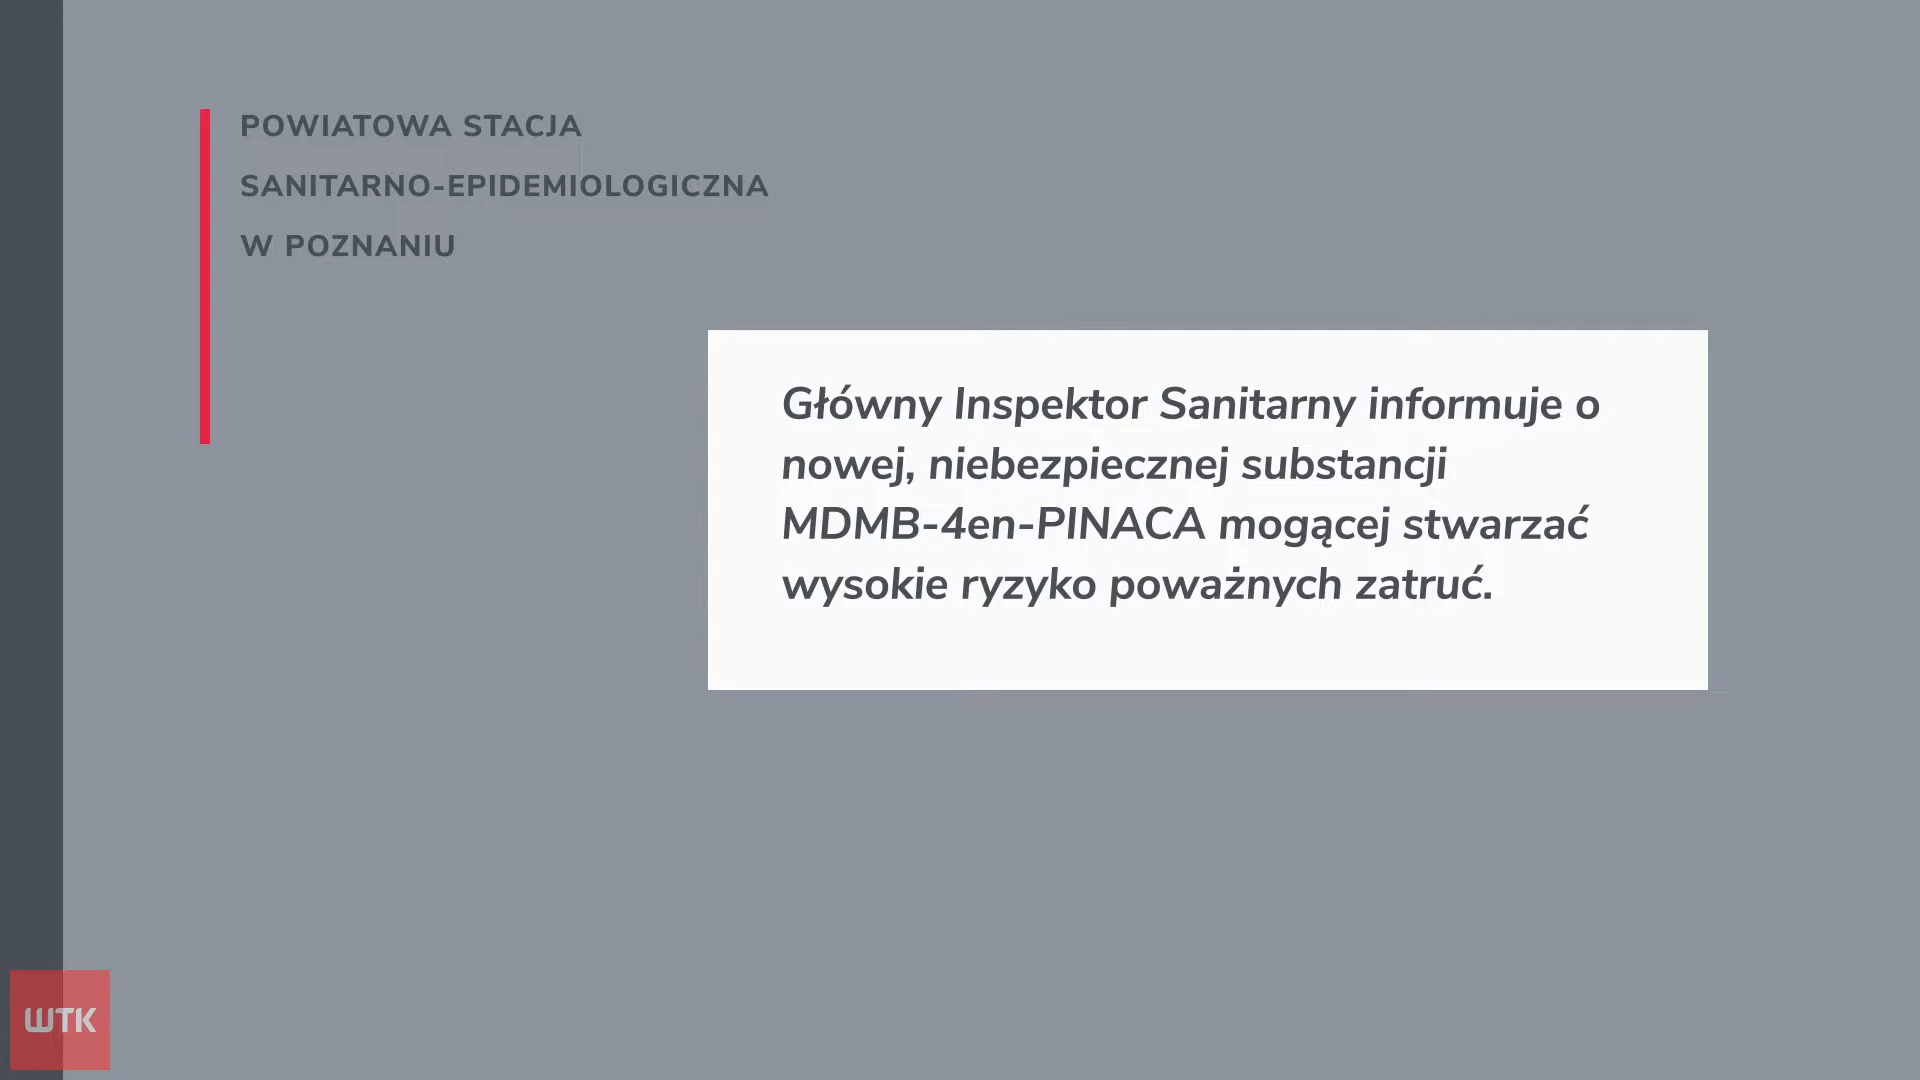 POWIATOWA STACJA
SANITARNO-EPIDEMIOLOGICZNA
W POZNANIU
Główny Inspektor Sanitarny informuje o
nowej, niebezpiecznej substancji
MDMB-4en-PINACA mogącej stwarzać
wysokie ryzyko poważnych zatruć.
WTK